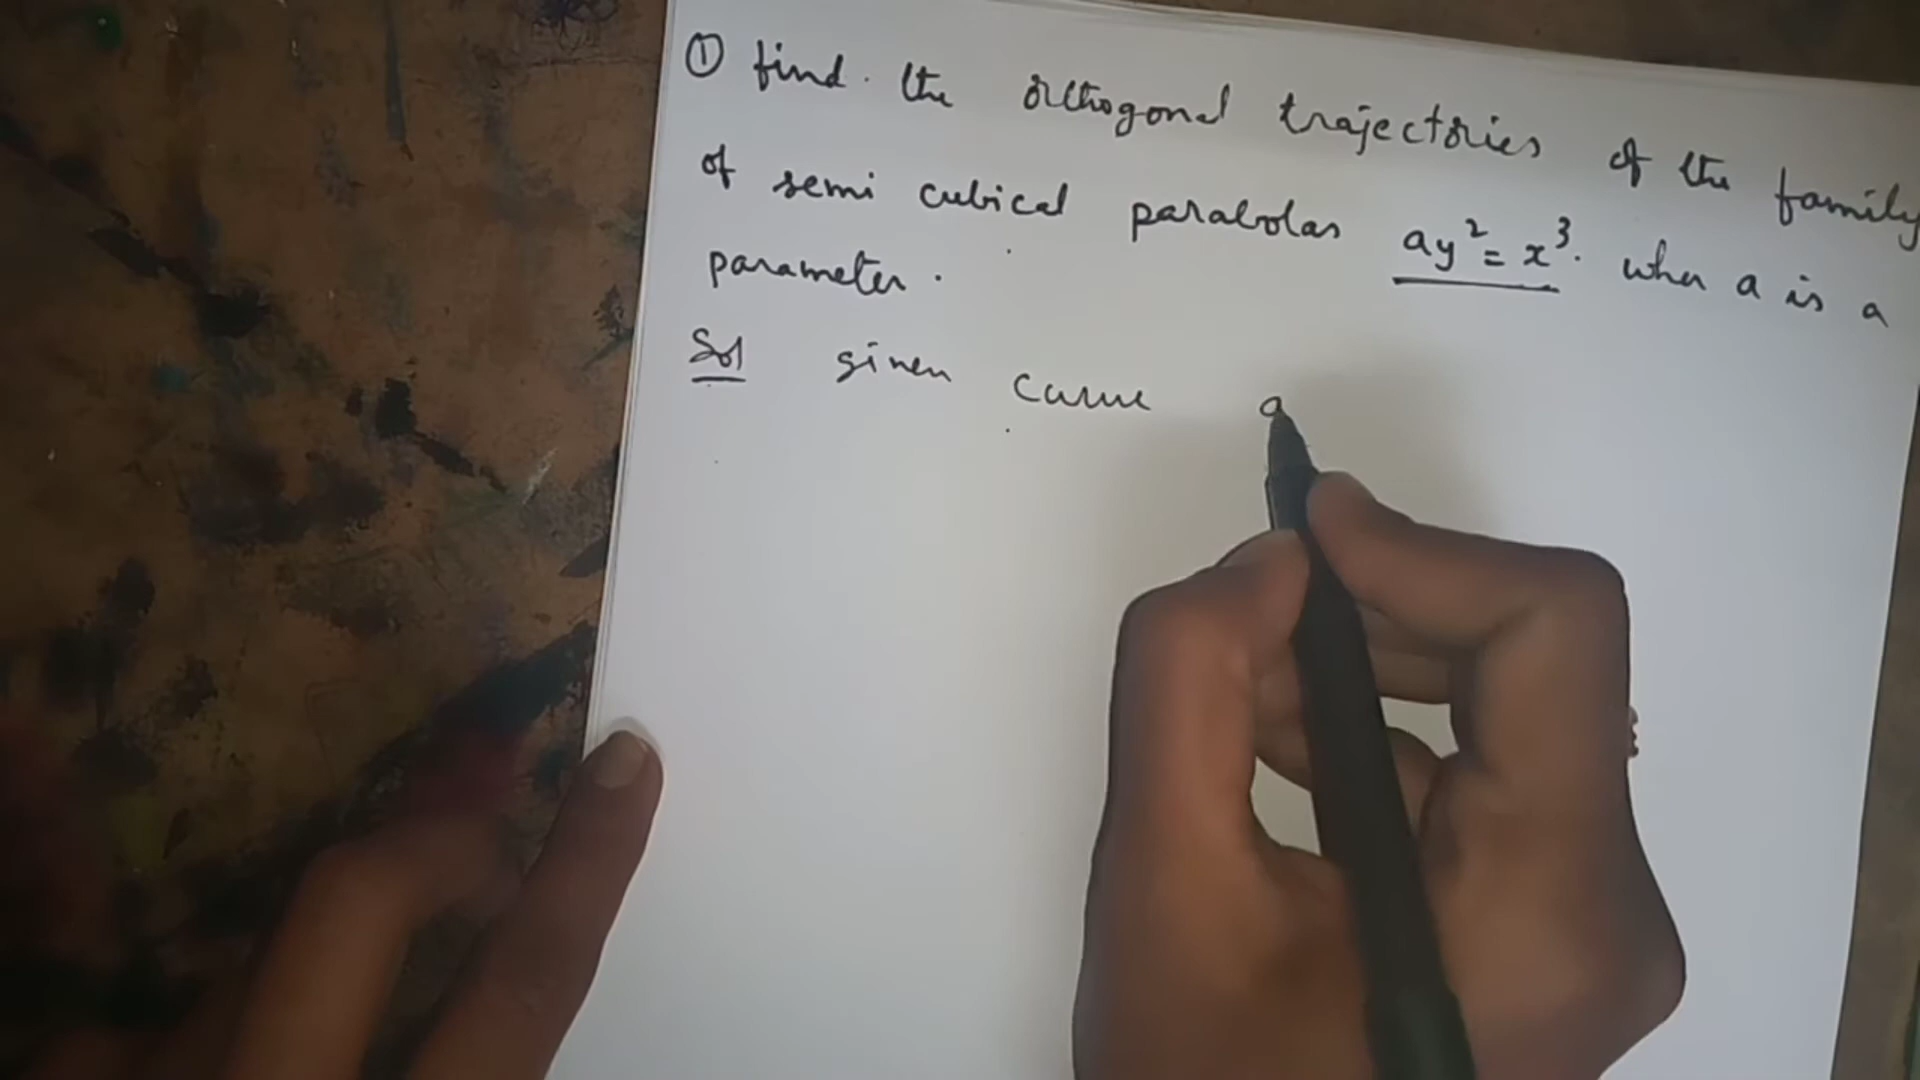 ① find the orthogonal trajectories of the family
of semi cubical parabolas ay² = x³. when a is a
parameter.
Sol given curve a